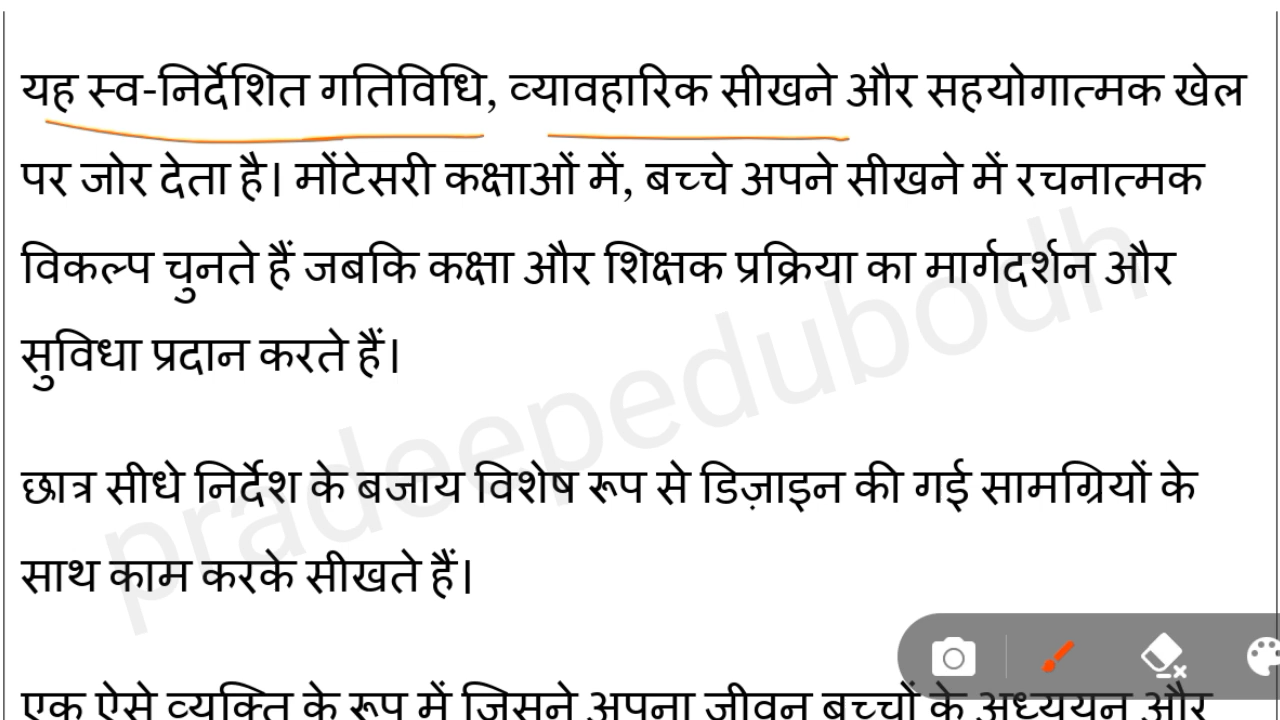 यह स्व-निर्देशित गतिविधि, व्यावहारिक सीखने और सहयोगात्मक खेल
पर जोर देता है। मोंटेसरी कक्षाओं में, बच्चे अपने सीखने में रचनात्मक
विकल्प चुनते हैं जबकि कक्षा और शिक्षक प्रक्रिया का मार्गदर्शन और
सुविधा प्रदान करते हैं।
छात्र सीधे निर्देश के बजाय विशेष रूप से डिज़ाइन की गई सामग्रियों के
साथ काम करके सीखते हैं।
एक ऐसे व्यक्ति के रूप में जिसने अपना जीवन बच्चों के अध्ययन और
pradeepedubodh